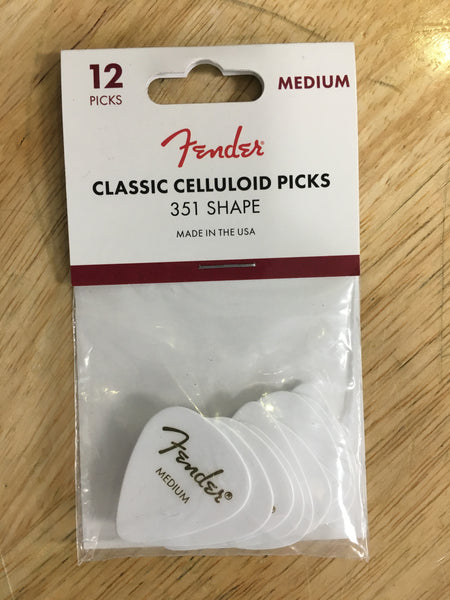 12
PICKS
MEDIUM
Fender®
CLASSIC CELLULOID PICKS
351 SHAPE
MADE IN THE USA
Fender®
MEDIUM